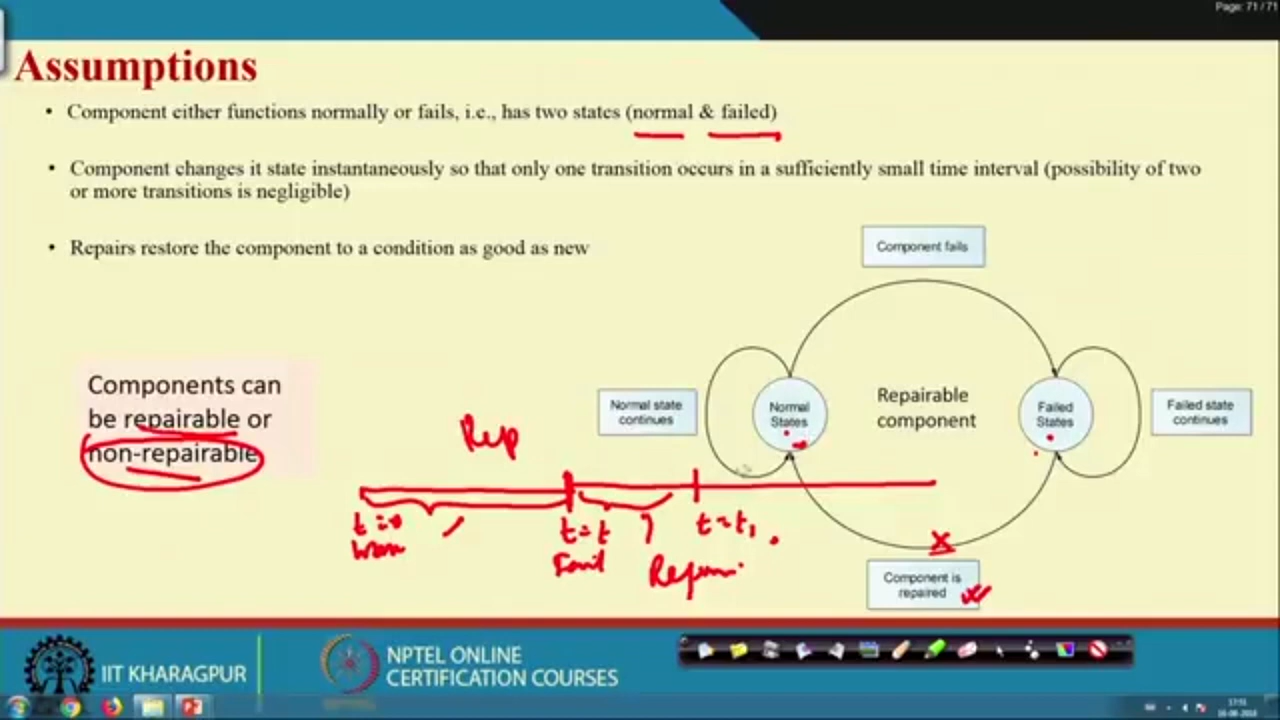 Page: 71 / 71
Assumptions
• Component either functions normally or fails, i.e., has two states (normal & failed)
• Component changes it state instantaneously so that only one transition occurs in a sufficiently small time interval (possibility of two
or more transitions is negligible)
• Repairs restore the component to a condition as good as new
Component fails
Components can
be repairable or
non-repairable
Rep
Normal state
continues
Normal
States
Repairable
component
Failed
States
Failed state
continues
t=t
t=t₁
Component is
repaired
IIT KHARAGPUR
NPTEL ONLINE
CERTIFICATION COURSES
17:51